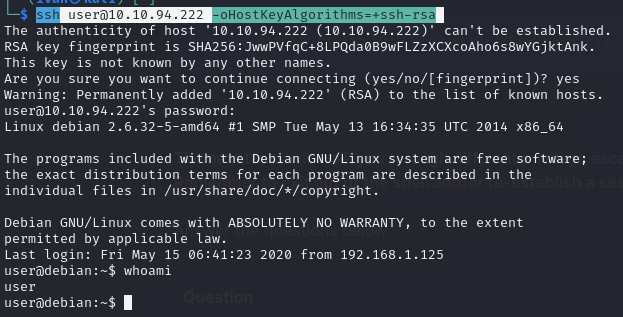 $ ssh user@10.10.94.222 -oHostKeyAlgorithms=+ssh-rsa
The authenticity of host '10.10.94.222 (10.10.94.222)' can't be established.
RSA key fingerprint is SHA256:JwwPVfqC+8LPQda0B9wFLZzXCXcoAho6s8wYGjktAnk.
This key is not known by any other names.
Are you sure you want to continue connecting (yes/no/[fingerprint])? yes
Warning: Permanently added '10.10.94.222' (RSA) to the list of known hosts.
user@10.10.94.222's password:
Linux debian 2.6.32-5-amd64 #1 SMP Tue May 13 16:34:35 UTC 2014 x86_64
The programs included with the Debian GNU/Linux system are free software;
the exact distribution terms for each program are described in the
individual files in /usr/share/doc/*/copyright.
Debian GNU/Linux comes with ABSOLUTELY NO WARRANTY, to the extent
permitted by applicable law.
Last login: Fri May 15 06:41:23 2020 from 192.168.1.125
user@debian:~$ whoami
user
user@debian:~$
Question